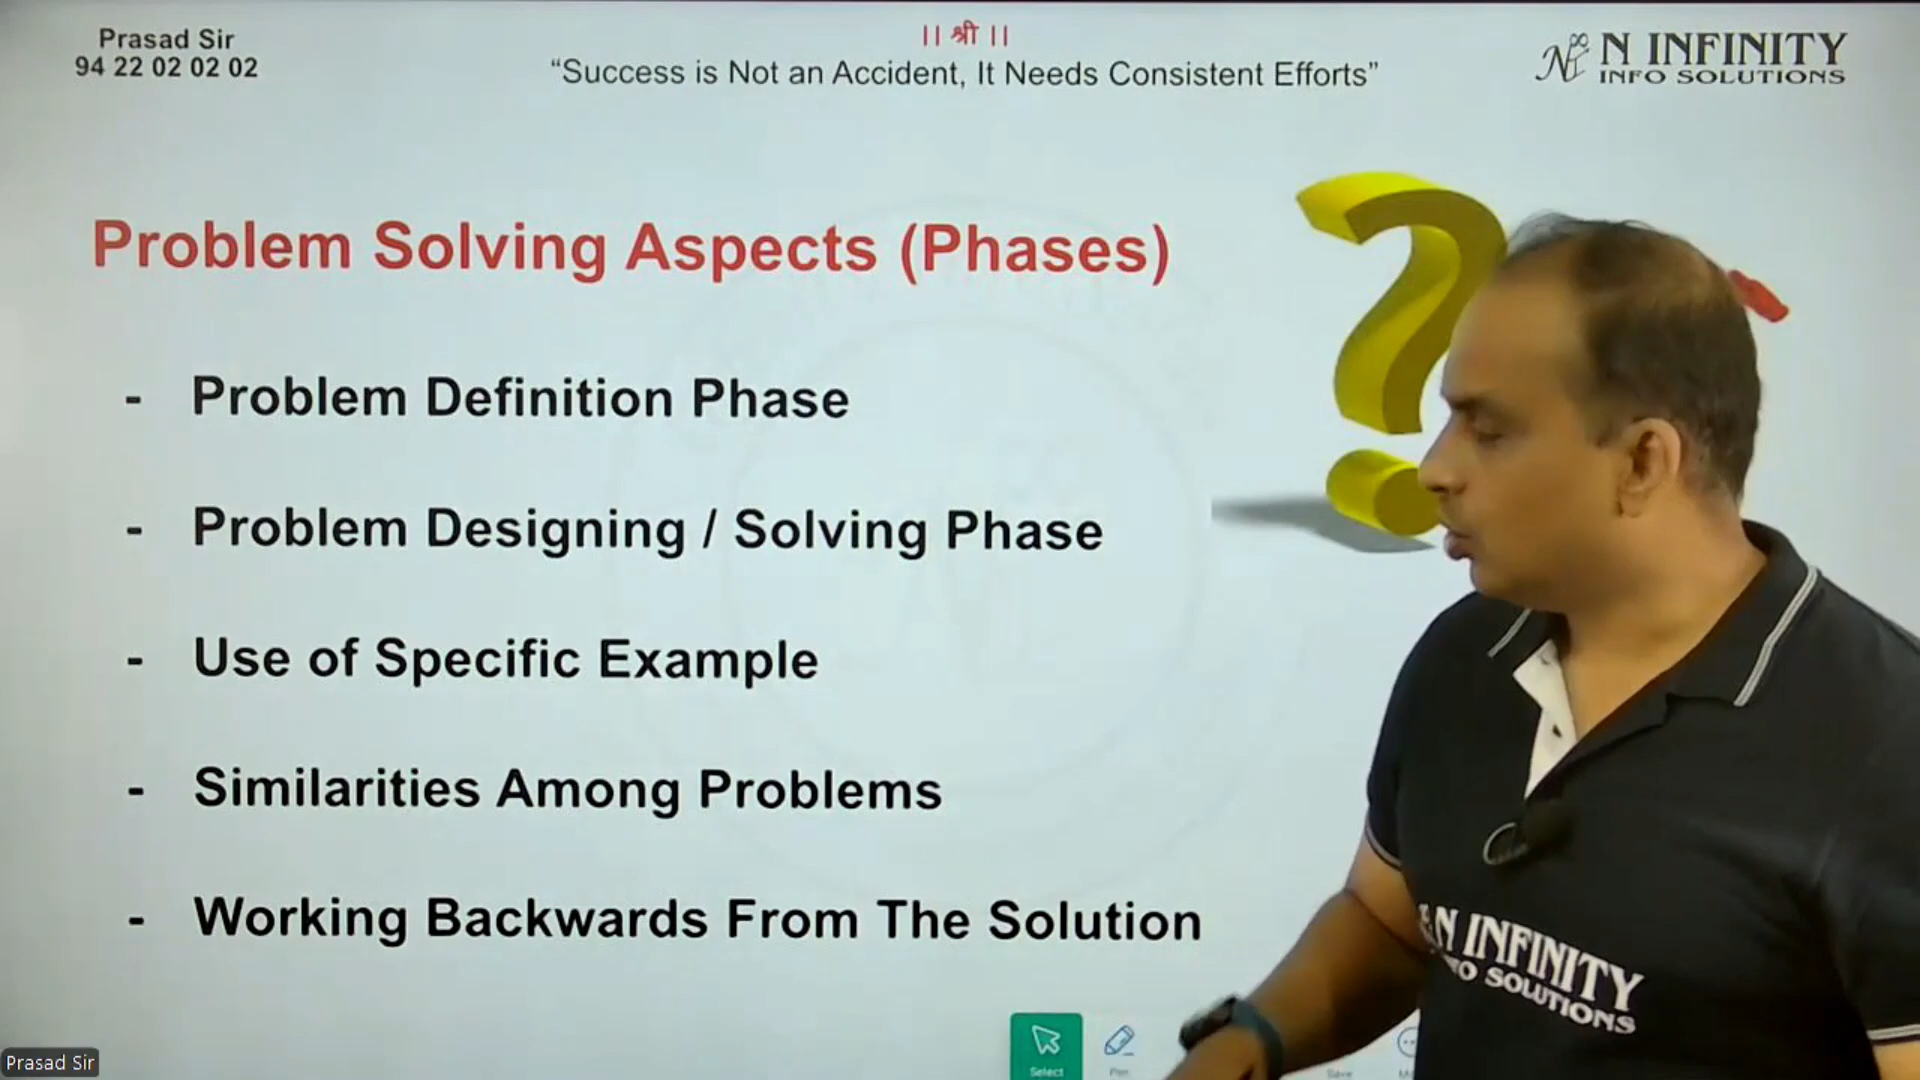 Prasad Sir
94 22 02 02 02
|| श्री ||
“Success is Not an Accident, It Needs Consistent Efforts”
N INFINITY
INFO SOLUTIONS
Problem Solving Aspects (Phases)
- Problem Definition Phase
- Problem Designing / Solving Phase
- Use of Specific Example
- Similarities Among Problems
- Working Backwards From The Solution
N INFINITY
SOLUTIONS
Select
Pen
Save
Prasad Sir